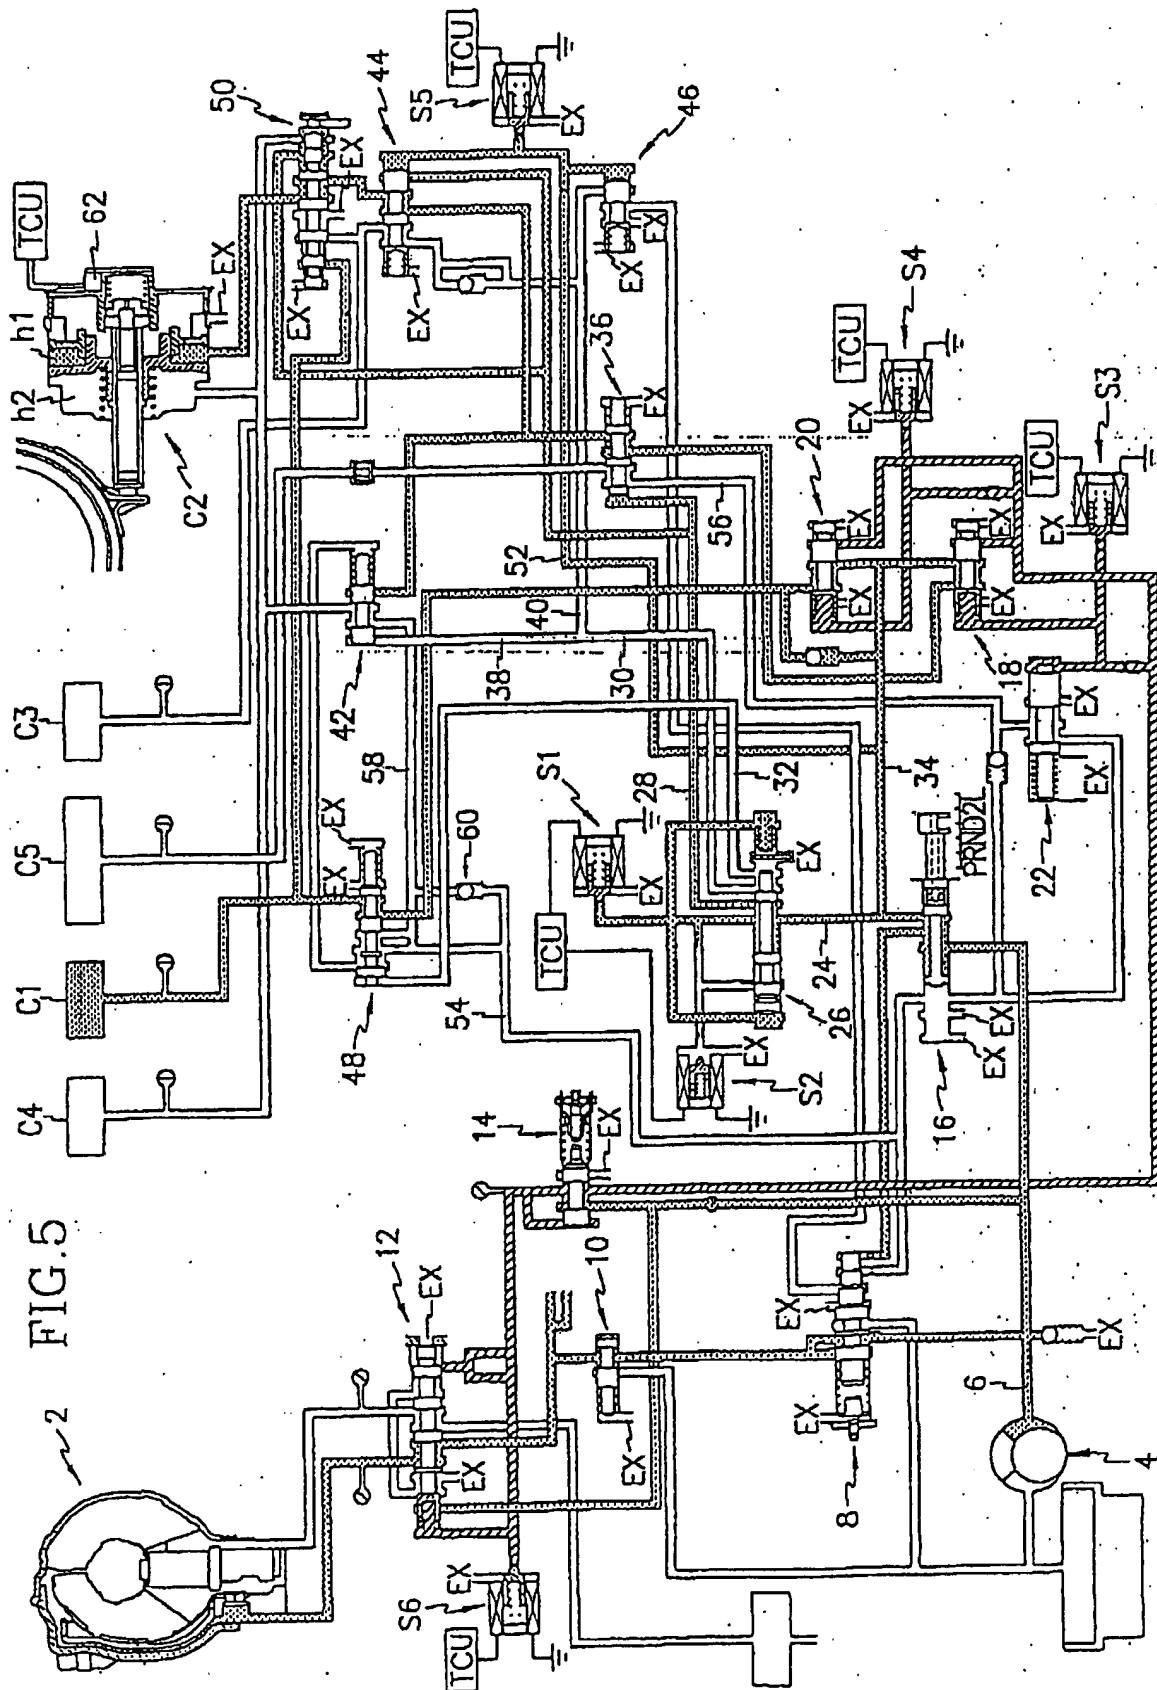 FIG.5
2
12
EX
EX
S6
EX
TCU
10
EX
14
EX
8
EX
EX
6
4
EX
C4
C1
C5
C3
48
EX
EX
58
42
60
54
38
40
30
52
28
32
34
24
56
S1
EX
TCU
S2
EX
26
EX
16
EX
EX
PRND2L
22
EX
EX
18
EX
EX
20
EX
EX
S3
EX
TCU
S4
EX
TCU
36
EX
46
EX
EX
44
EX
S5
EX
TCU
50
EX
EX
C2
h2
h1
62
EX
TCU